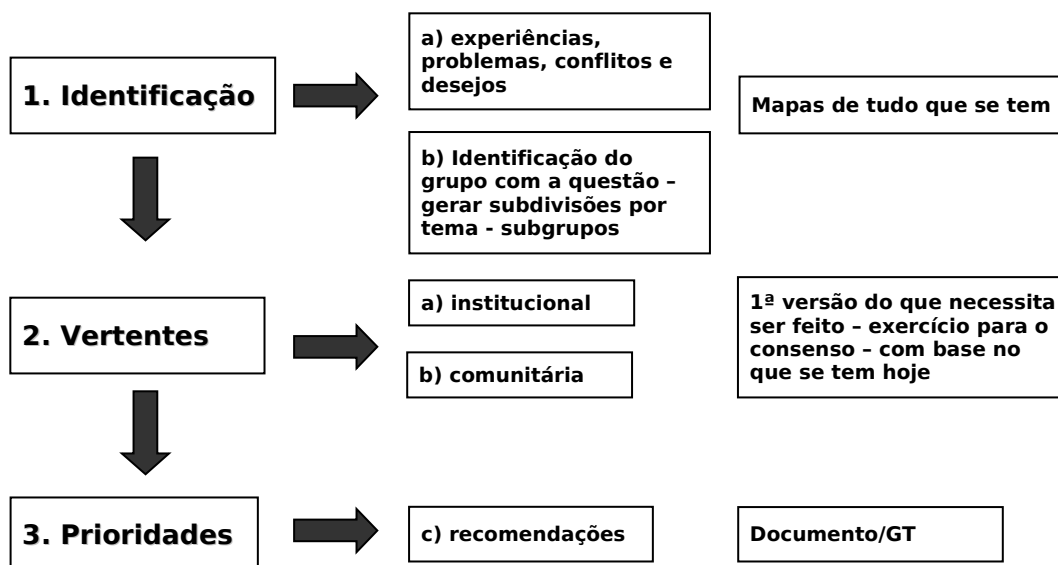 1. Identificação
a) experiências,
problemas, conflitos e
desejos
Mapas de tudo que se tem
b) Identificação do
grupo com a questão –
gerar subdivisões por
tema - subgrupos
2. Vertentes
a) institucional
b) comunitária
1ª versão do que necessita
ser feito – exercício para o
consenso – com base no
que se tem hoje
3. Prioridades
c) recomendações
Documento/GT